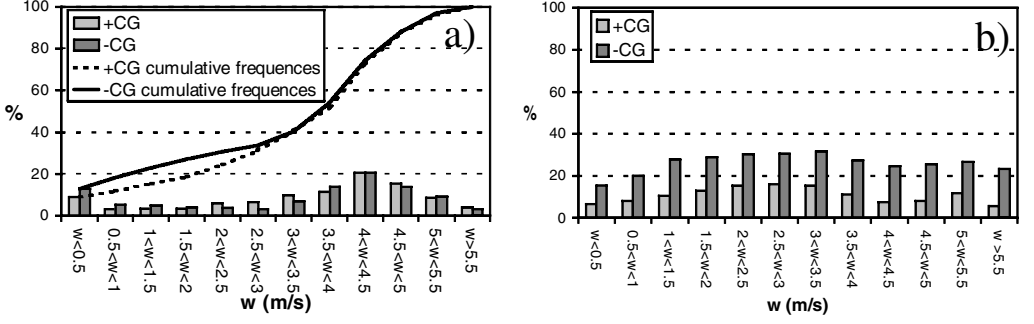 100
80
60
40
20
0
%
+CG
-CG
+CG cumulative frequences
-CG cumulative frequences
a)
w<0.5
0.5<w<1
1<w<1.5
1.5<w<2
2<w<2.5
2.5<w<3
3<w<3.5
3.5<w<4
4<w<4.5
4.5<w<5
5<w<5.5
w>5.5
w (m/s)
100
80
60
40
20
0
%
+CG
-CG
b)
w<0.5
0.5<w<1
1<w<1.5
1.5<w<2
2<w<2.5
2.5<w<3
3<w<3.5
3.5<w<4
4<w<4.5
4.5<w<5
5<w<5.5
w >5.5
w (m/s)